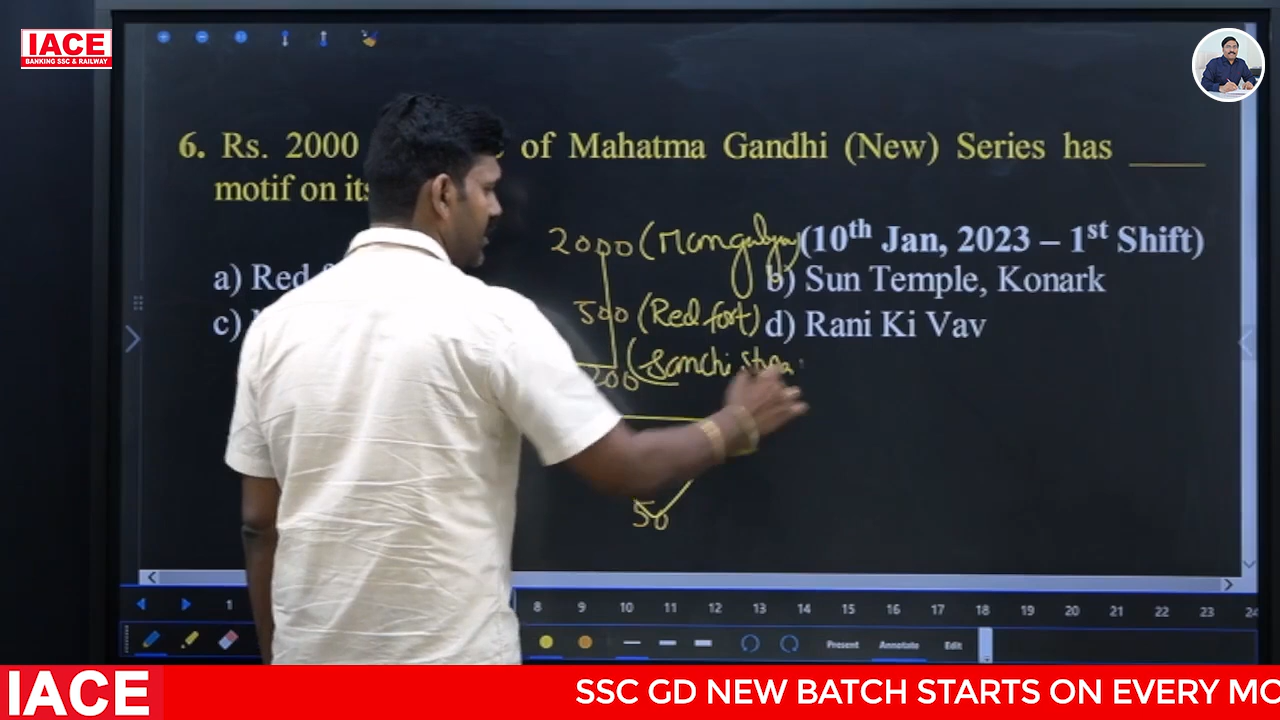 IACE
BANKING SSC & RAILWAY
6. Rs. 2000 of Mahatma Gandhi (New) Series has ____
motif on its
2000 (Mangalyan)
(10th Jan, 2023 – 1st Shift)
a) Red
b) Sun Temple, Konark
500 (Red fort)
c)
d) Rani Ki Vav
200 (Sanchi
50
1
8 9 10 11 12 13 14 15 16 17 18 19 20 21 22 23 24
Present Annotate Edit
IACE
SSC GD NEW BATCH STARTS ON EVERY MO